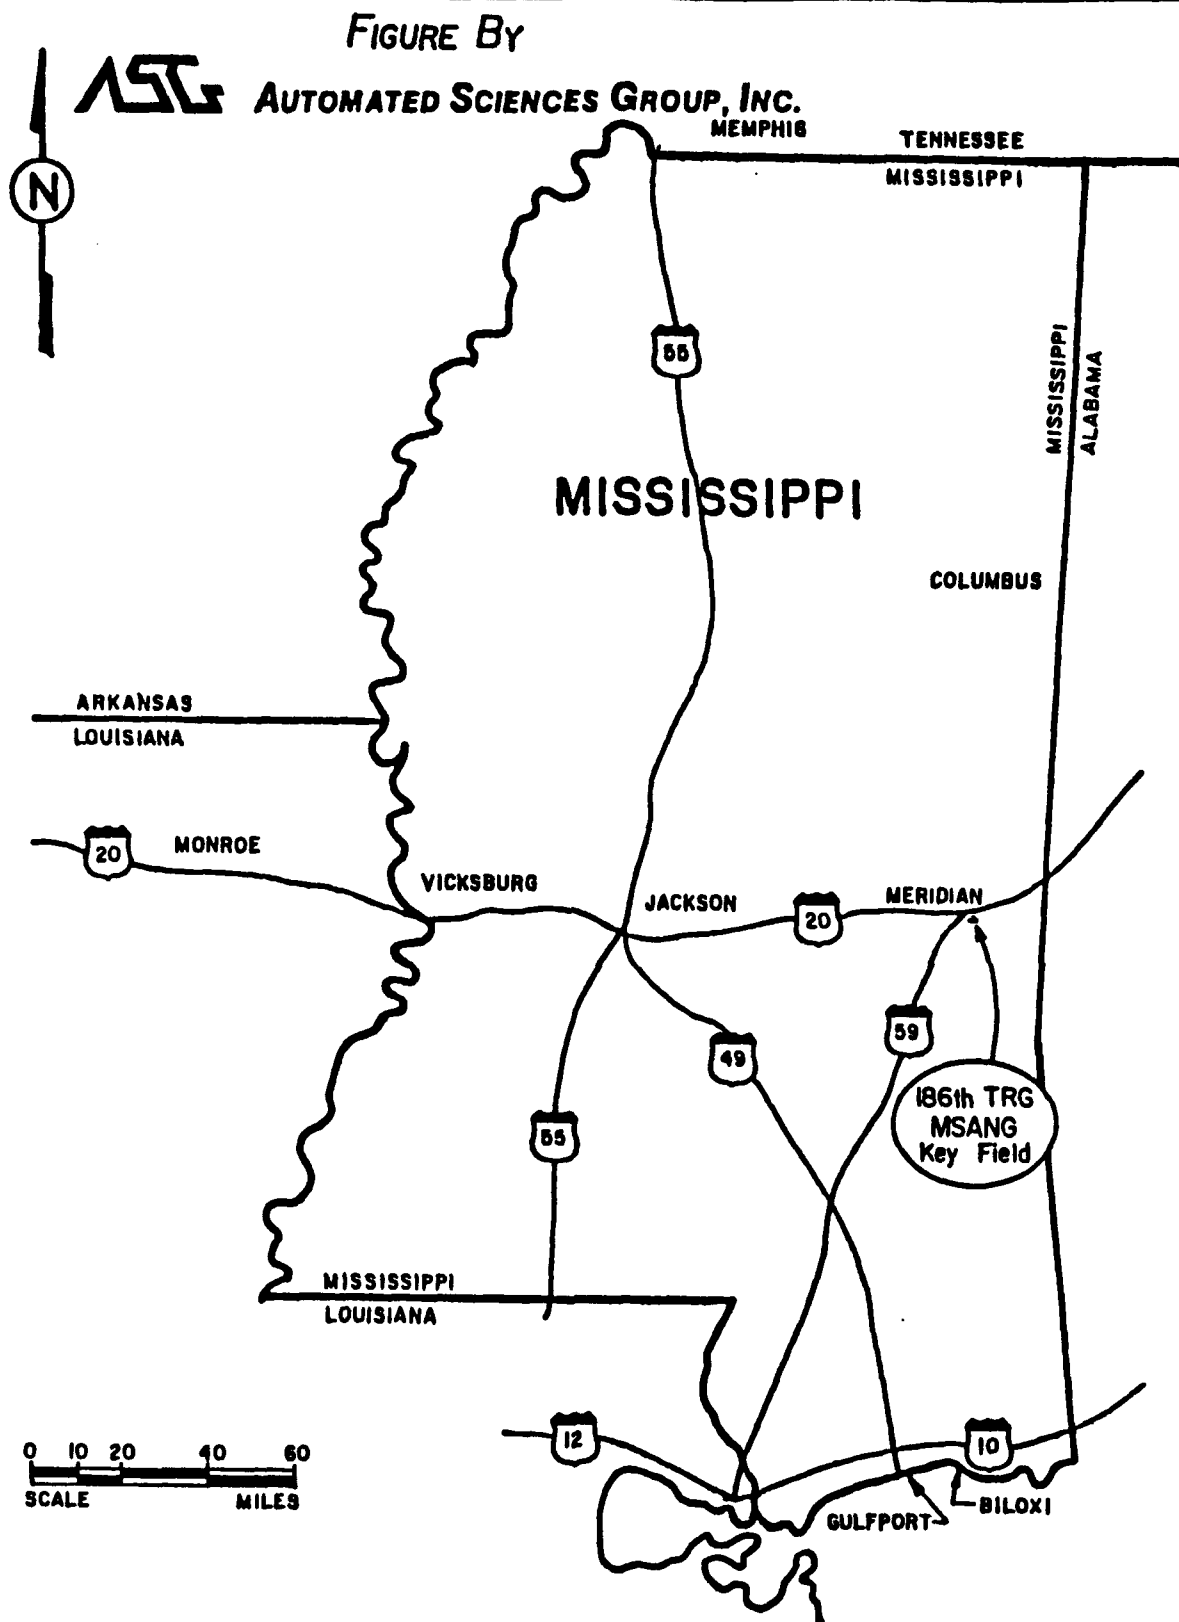 FIGURE BY
ASG AUTOMATED SCIENCES GROUP, INC.
MEMPHIS
TENNESSEE
MISSISSIPPI
N
55
MISSISSIPPI
ALABAMA
MISSISSIPPI
COLUMBUS
ARKANSAS
LOUISIANA
20
MONROE
VICKSBURG
JACKSON
20
MERIDIAN
59
49
55
186th TRG
MSANG
Key Field
MISSISSIPPI
LOUISIANA
12
10
0 10 20 40 60
SCALE MILES
GULFPORT
BILOXI